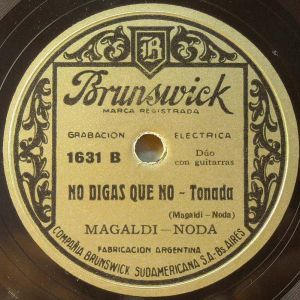 B
Brunswick
MARCA REGISTRADA
GRABACION ELECTRICA
1631 B
Dúo
con guitarras
NO DIGAS QUE NO - Tonada
(Magaldi - Noda)
MAGALDI - NODA
FABRICACION ARGENTINA
COMPAÑIA BRUNSWICK SUDAMERICANA S.A.-Bs. AIRES